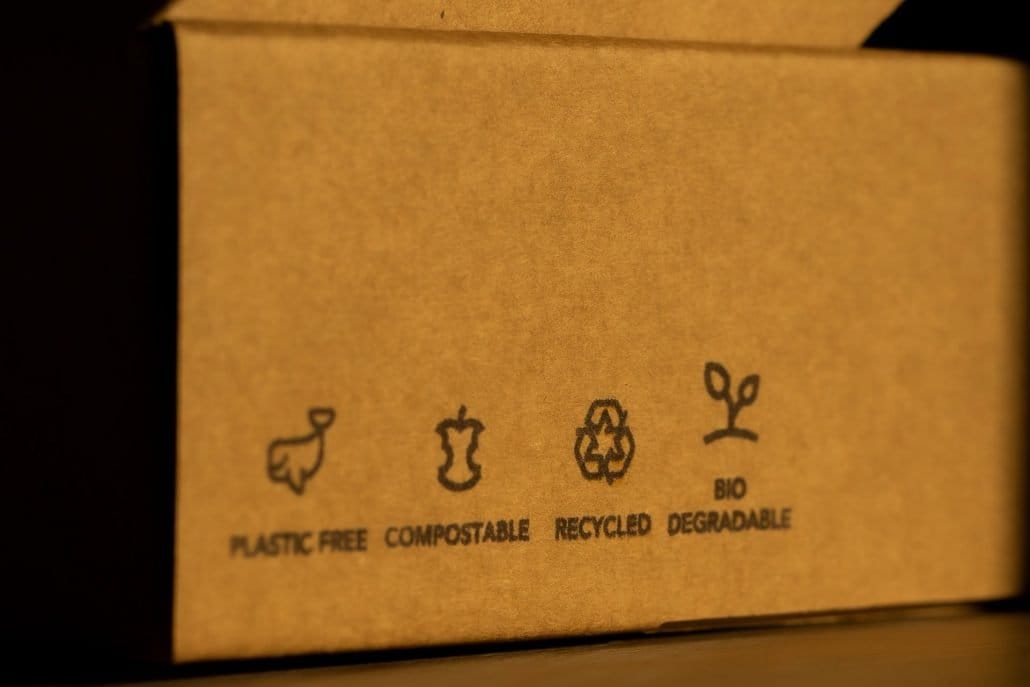 PLASTIC FREE
COMPOSTABLE
RECYCLED
BIO
DEGRADABLE